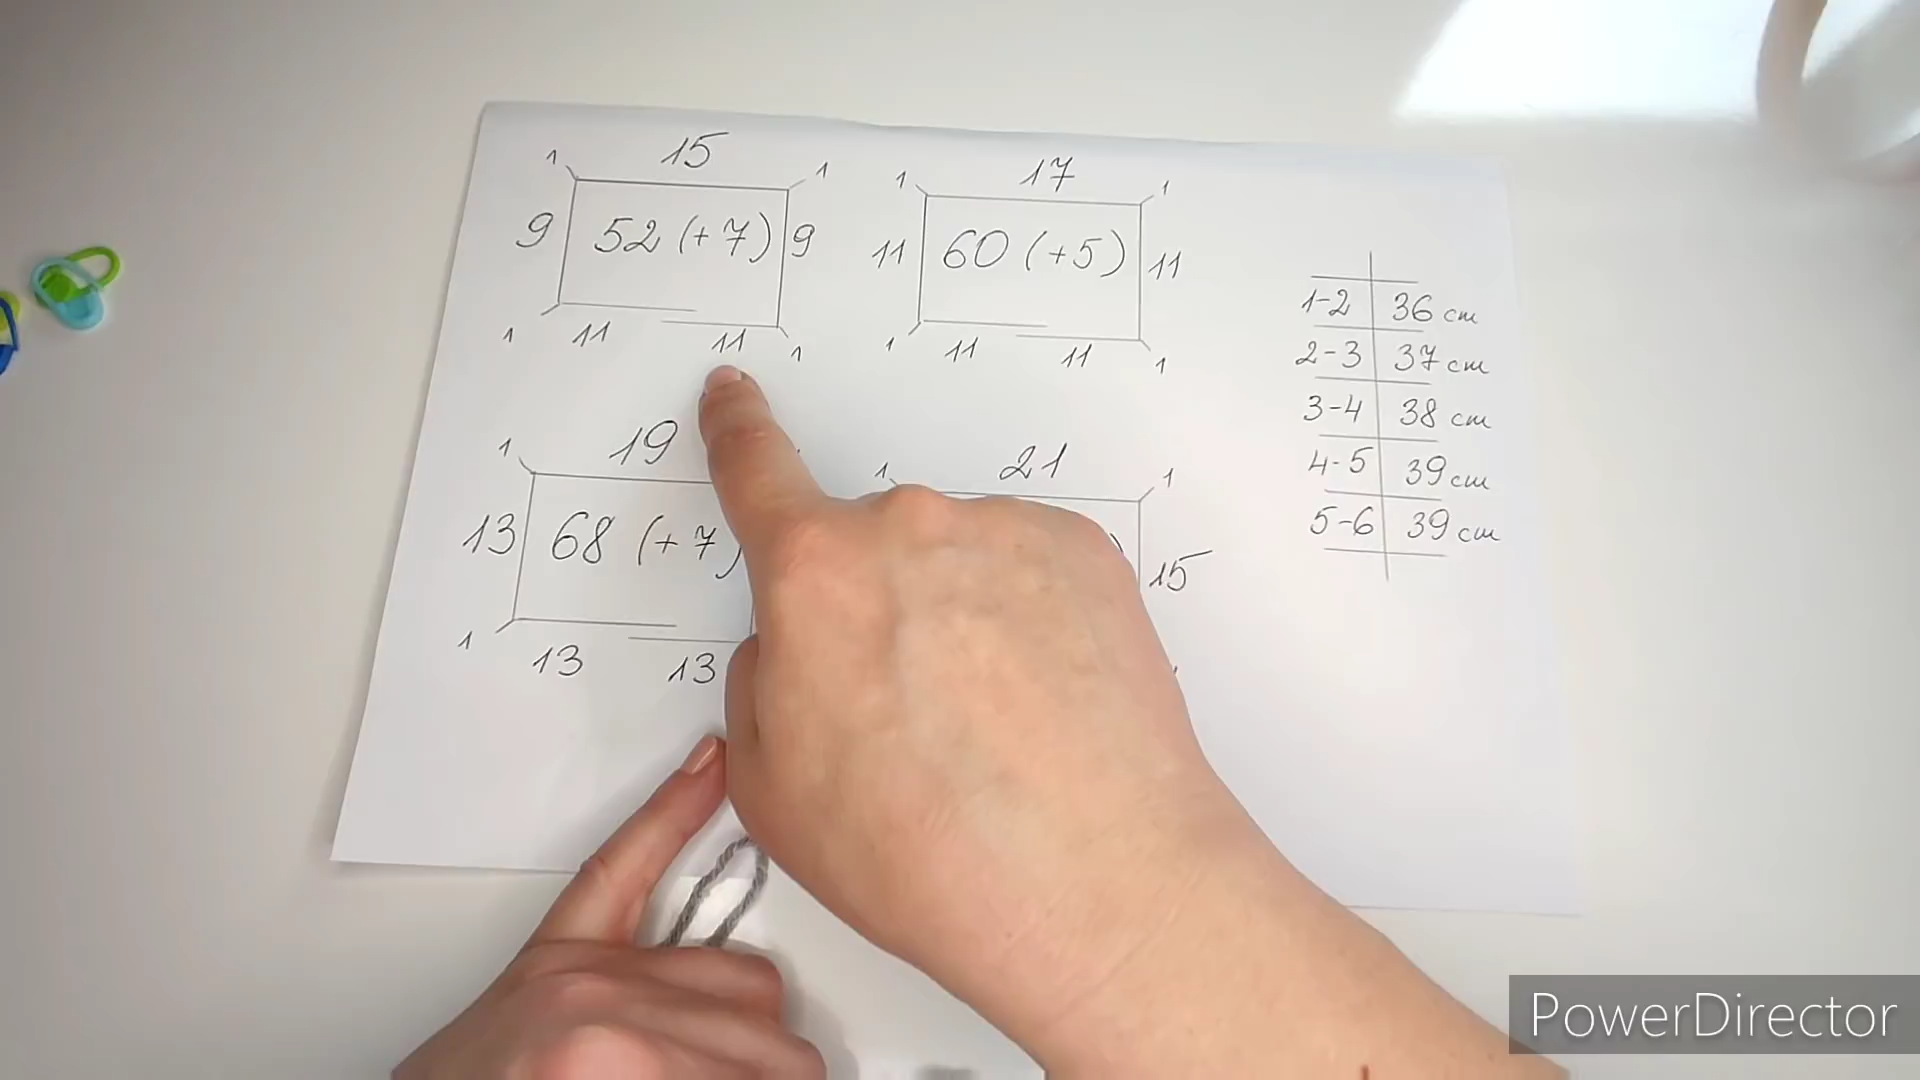 15
1 1
9 52 (+7) 9
1 11 11 1
17
1 1
11 60 (+5) 11
1 11 11 1
19
1
13 68 (+7)
1 13 13
21
1 1
) 15
1-2 36 cm
2-3 37 cm
3-4 38 cm
4-5 39 cm
5-6 39 cm
PowerDirector